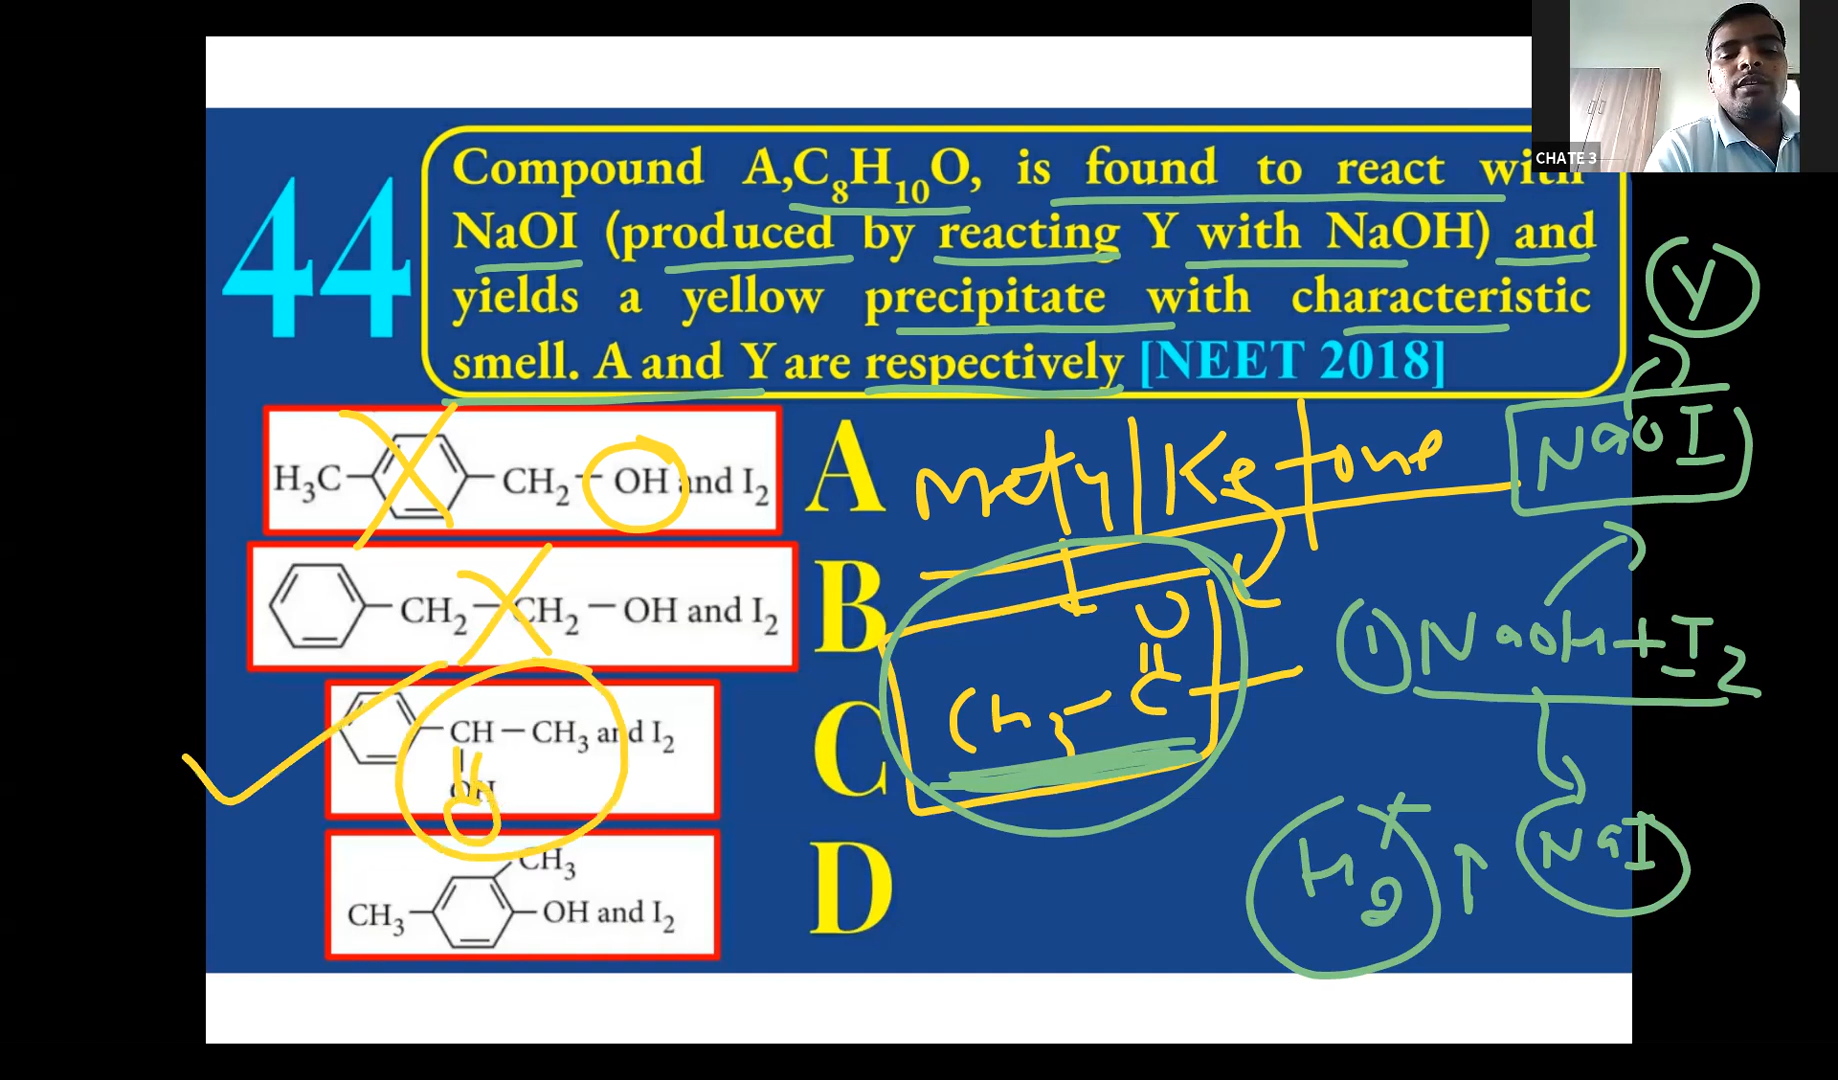 CHATE 3
44
Compound A,C8H10O, is found to react with
NaOI (produced by reacting Y with NaOH) and
yields a yellow precipitate with characteristic
smell. A and Y are respectively [NEET 2018]
H3C CH2 – OH and I2
A
CH2 – CH2 – OH and I2
B
CH – CH3 and I2
OH
C
CH3
CH3 OH and I2
D
Metyl Ketone
O
CH3 – C –
Y
NaOI
① NaOH + I2
NaI
H2 ↑